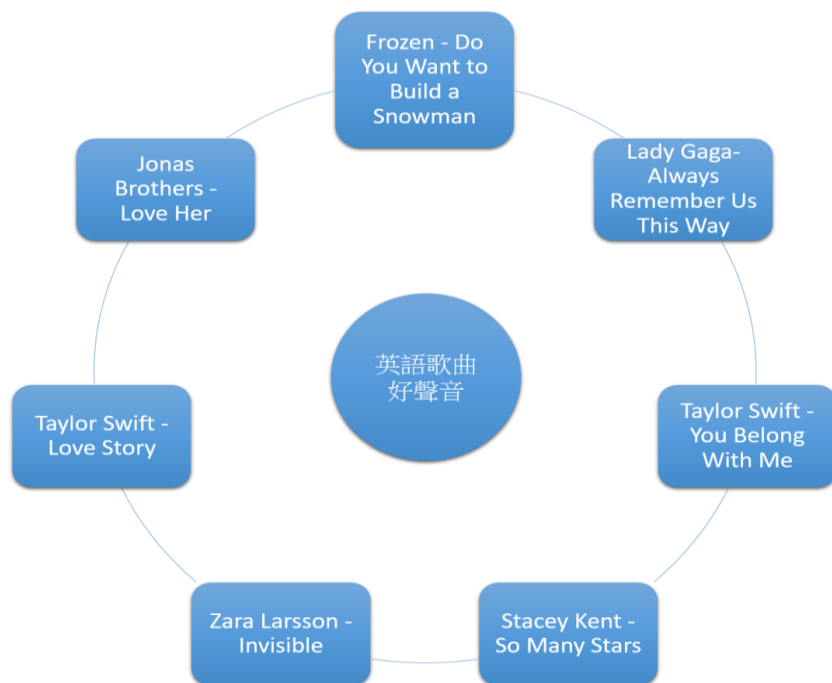 Frozen - Do
You Want to
Build a
Snowman
Lady Gaga-
Always
Remember Us
This Way
Taylor Swift -
You Belong
With Me
Stacey Kent -
So Many Stars
Zara Larsson -
Invisible
Taylor Swift -
Love Story
Jonas
Brothers -
Love Her
英語歌曲
好聲音